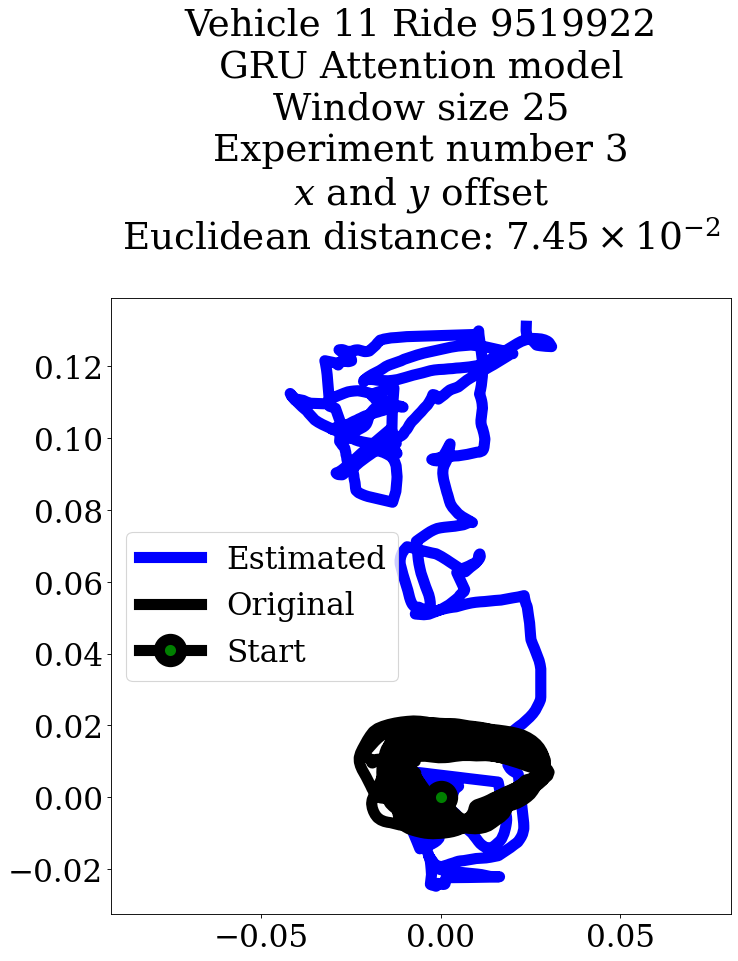 Vehicle 11 Ride 9519922
GRU Attention model
Window size 25
Experiment number 3
x and y offset
Euclidean distance: 7.45 × 10⁻²
0.12
0.10
0.08
0.06
0.04
0.02
0.00
−0.02
Estimated
Original
Start
−0.05
0.00
0.05